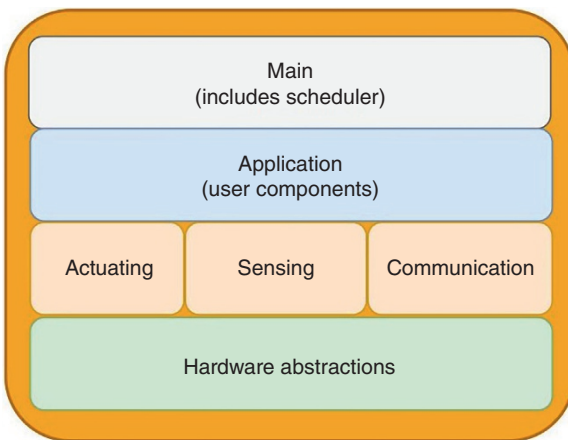 Main
(includes scheduler)
Application
(user components)
Actuating
Sensing
Communication
Hardware abstractions